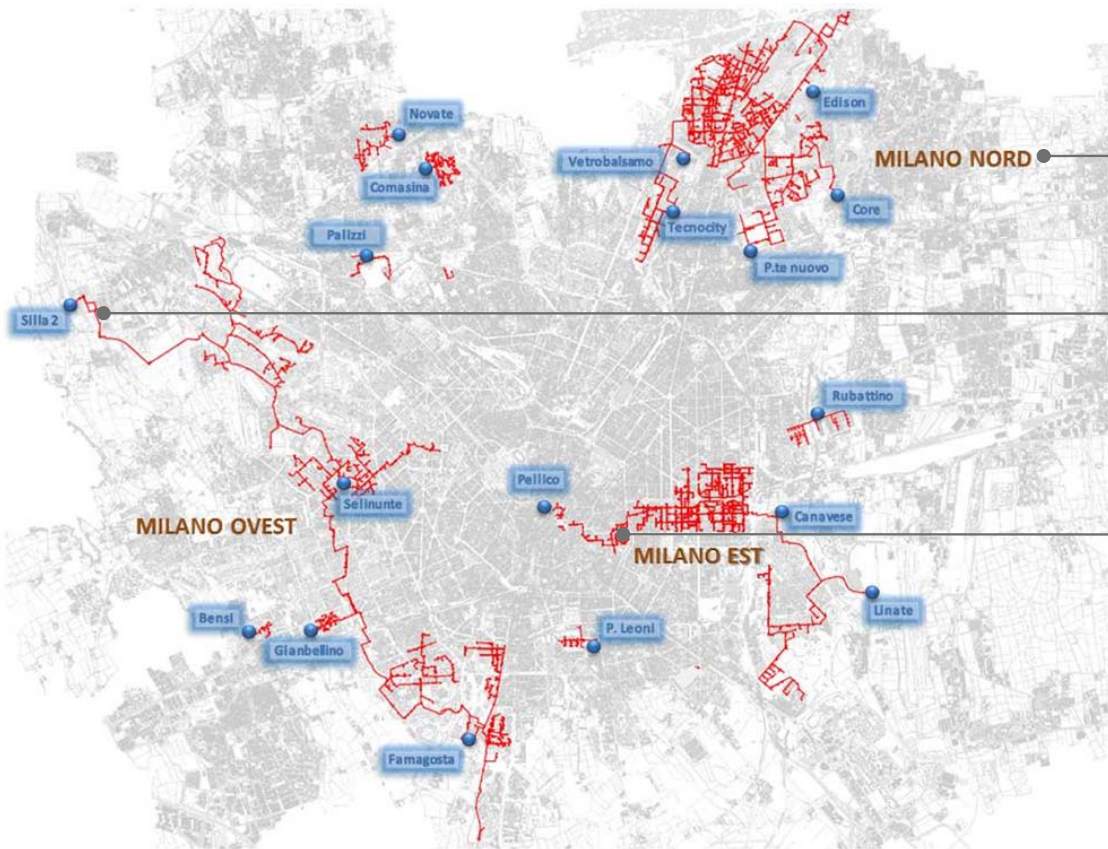 Edison
Novate
MILANO NORD
Vetrobalsamo
Comasina
Core
Tecnocity
Palizzi
P.te nuovo
Silla 2
Rubattino
Selinunte
Pellico
Canavese
MILANO OVEST
MILANO EST
Linate
Bensi
P. Leoni
Gianbellino
Famagosta